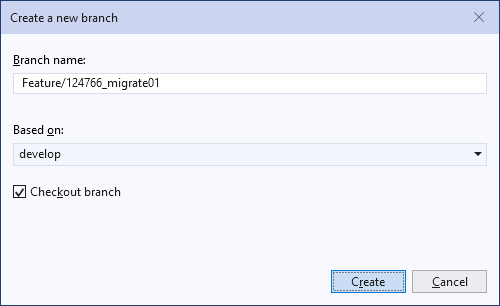 Create a new branch
Branch name:
Feature/124766_migrate01
Based on:
develop
Checkout branch
Create
Cancel